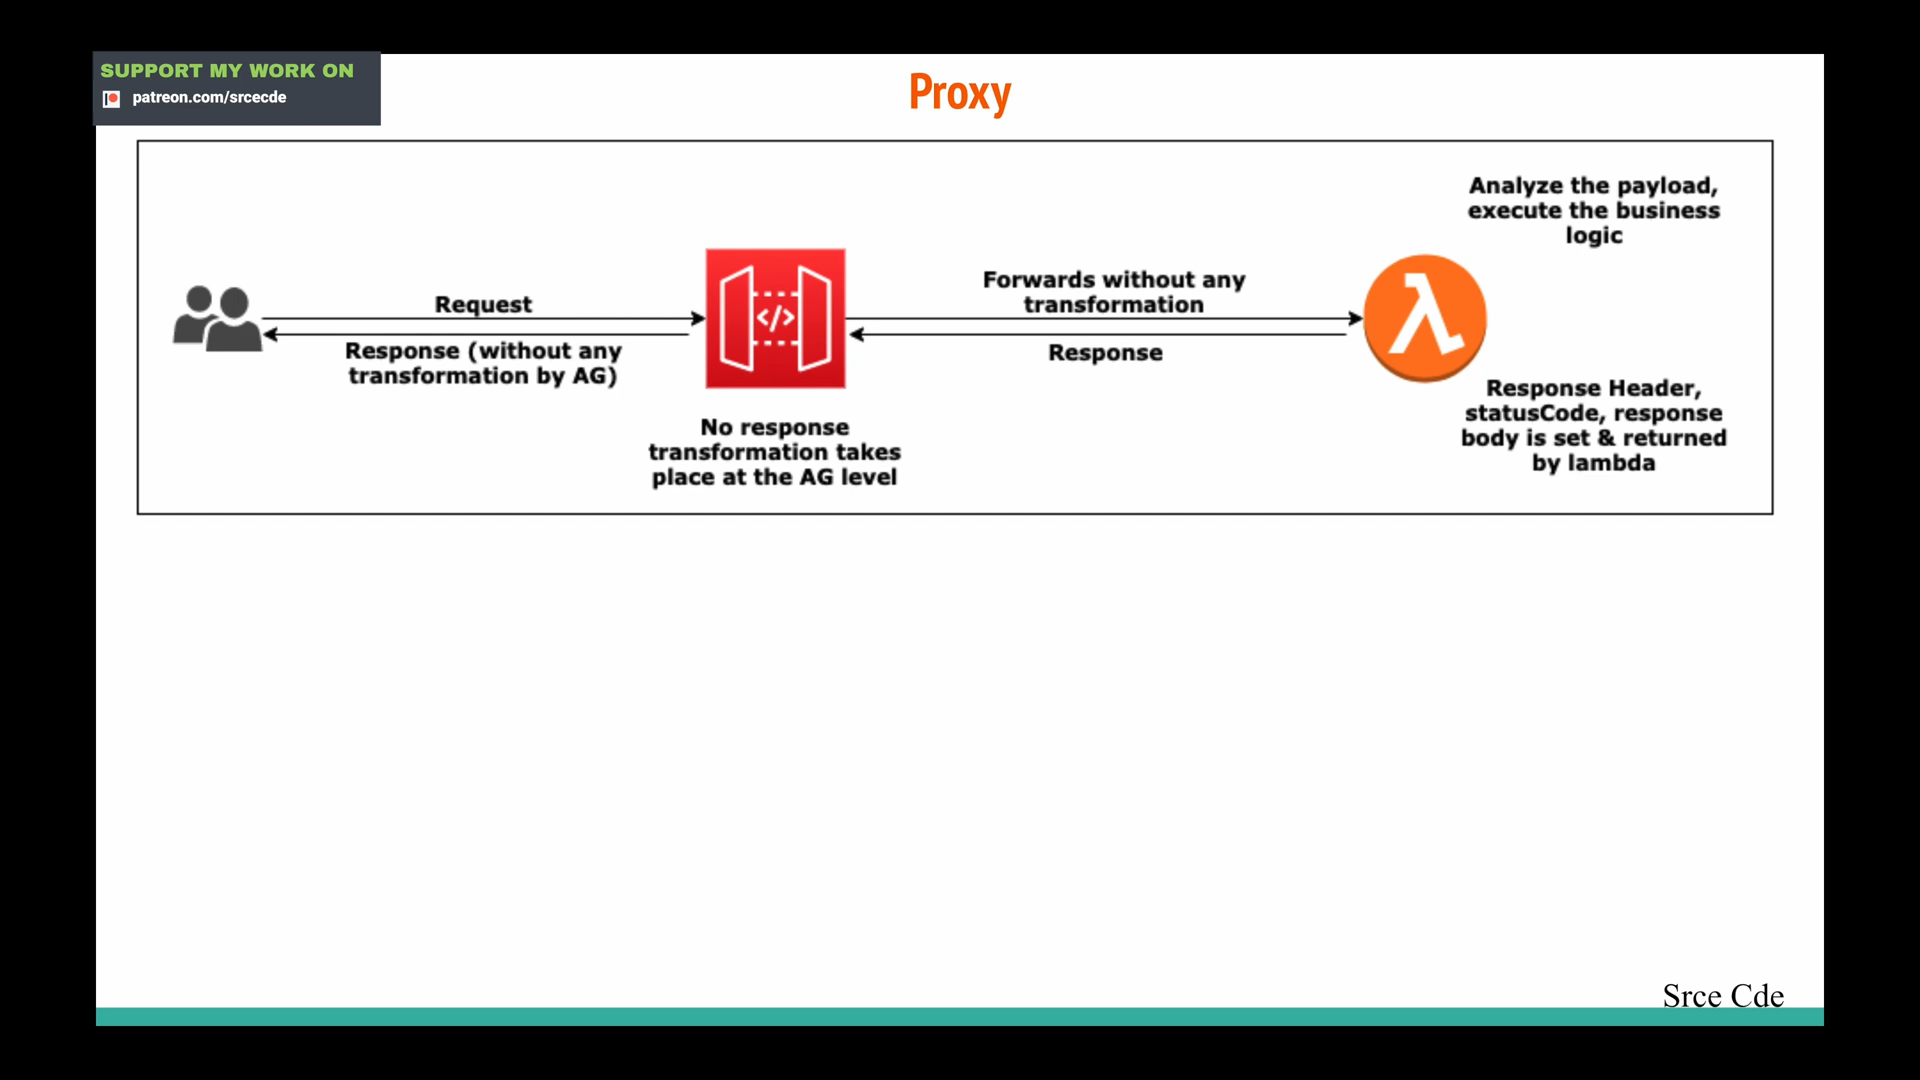 SUPPORT MY WORK ON
patreon.com/srcecde
Proxy
Analyze the payload,
execute the business
logic
Forwards without any
transformation
Request
Response (without any
transformation by AG)
</>
Response
No response
transformation takes
place at the AG level
λ
Response Header,
statusCode, response
body is set & returned
by lambda
Srce Cde